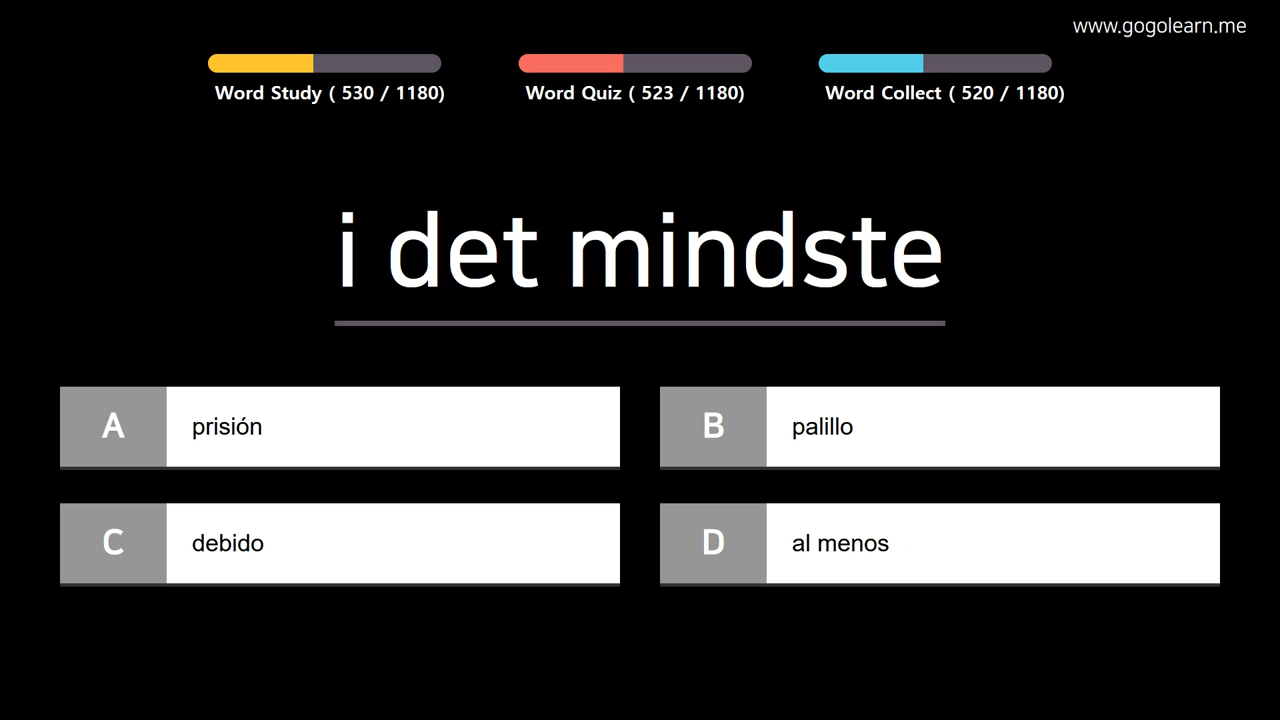 www.gogolearn.me
Word Study ( 530 / 1180)
Word Quiz ( 523 / 1180)
Word Collect ( 520 / 1180)
i det mindste
A
prisión
B
palillo
C
debido
D
al menos